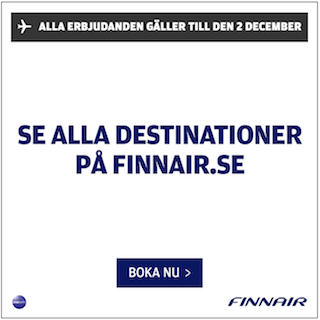 ALLA ERBJUDANDEN GÄLLER TILL DEN 2 DECEMBER
SE ALLA DESTINATIONER
PÅ FINNAIR.SE
BOKA NU >
FINNAIR